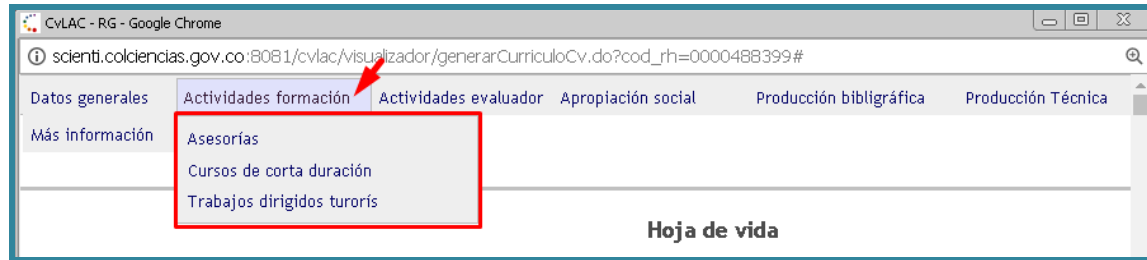 CvLAC - RG - Google Chrome
scienti.colciencias.gov.co:8081/cvlac/visualizador/generarCurriculoCv.do?cod_rh=0000488399#
Datos generales Actividades formación Actividades evaluador Apropiación social Producción bibligráfica Producción Técnica
Más información
Asesorías
Cursos de corta duración
Trabajos dirigidos turorís
Hoja de vida